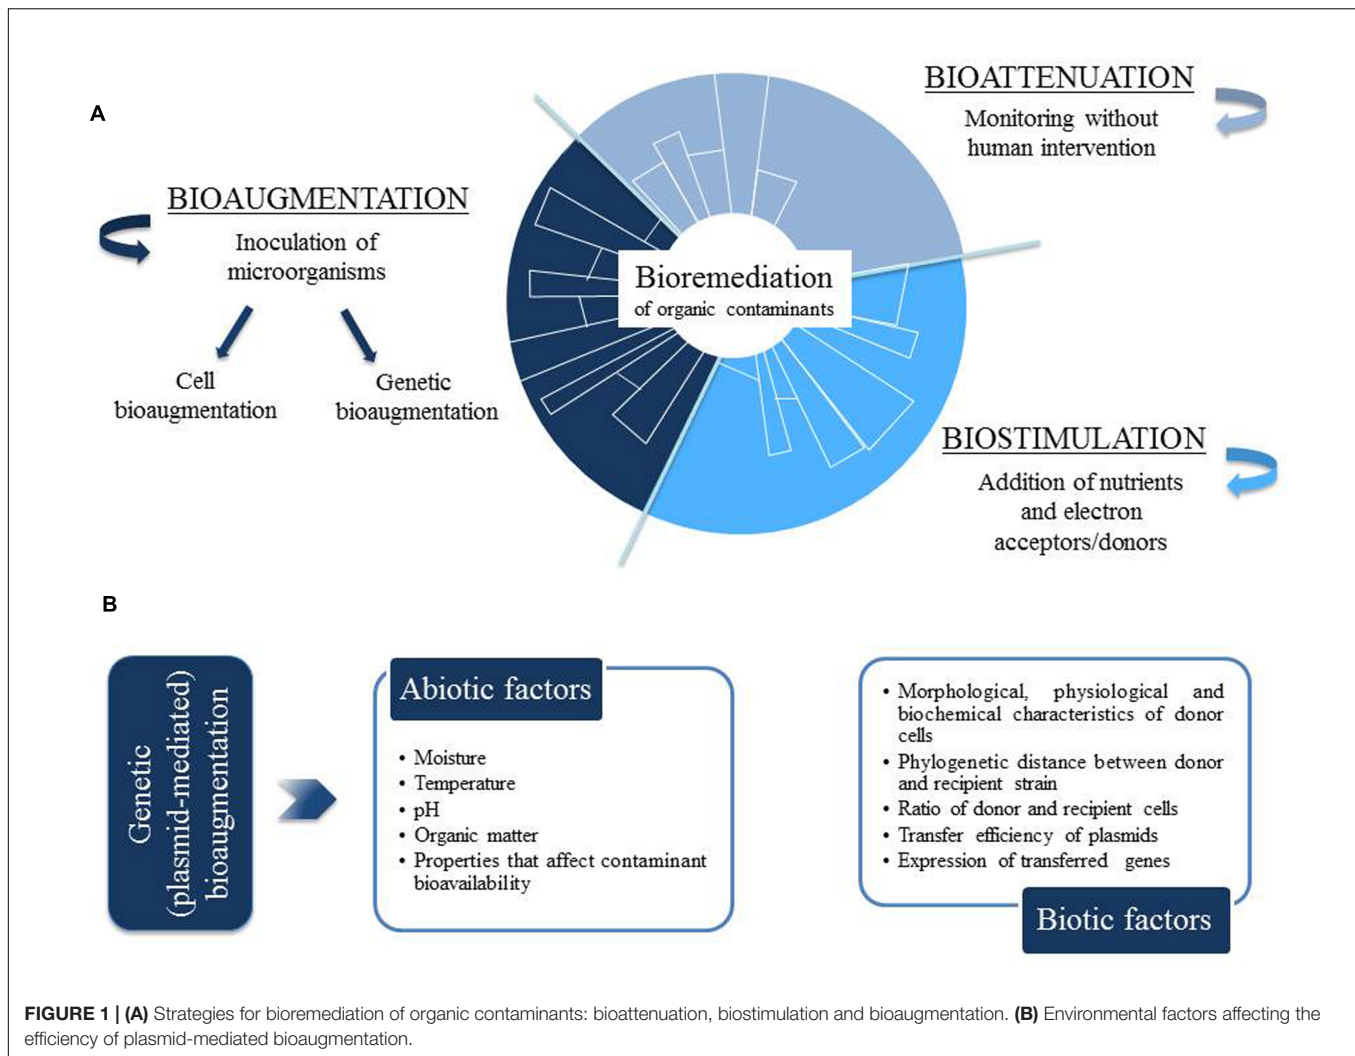 A
BIOAUGMENTATION
Inoculation of
microorganisms
Cell
bioaugmentation
Genetic
bioaugmentation
Bioremediation
of organic contaminants
BIOATTENUATION
Monitoring without
human intervention
BIOSTIMULATION
Addition of nutrients
and electron
acceptors/donors
B
Genetic
(plasmid-mediated)
bioaugmentation
Abiotic factors
• Moisture
• Temperature
• pH
• Organic matter
• Properties that affect contaminant
bioavailability
• Morphological, physiological and
biochemical characteristics of donor
cells
• Phylogenetic distance between donor
and recipient strain
• Ratio of donor and recipient cells
• Transfer efficiency of plasmids
• Expression of transferred genes
Biotic factors
FIGURE 1 | (A) Strategies for bioremediation of organic contaminants: bioattenuation, biostimulation and bioaugmentation. (B) Environmental factors affecting the
efficiency of plasmid-mediated bioaugmentation.